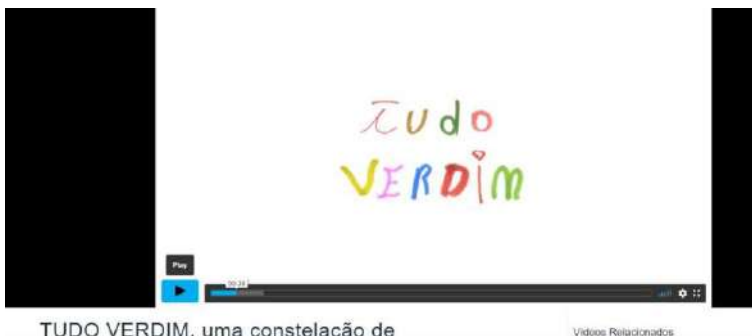 Tudo
VERDiM
Play
TUDO VERDIM, uma constelação de
Vídeos Relacionados